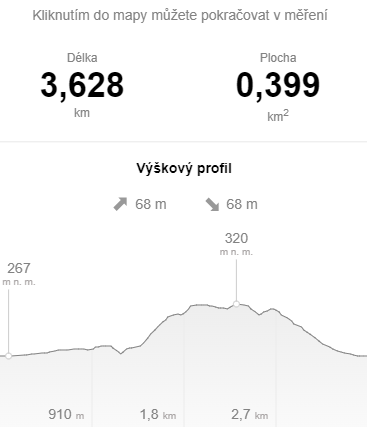 Kliknutím do mapy můžete pokračovat v měření
Délka Plocha
3,628 0,399
km km2
Výškový profil
68 m 68 m
320
m n. m.
267
m n. m.
910 m 1,8 km 2,7 km